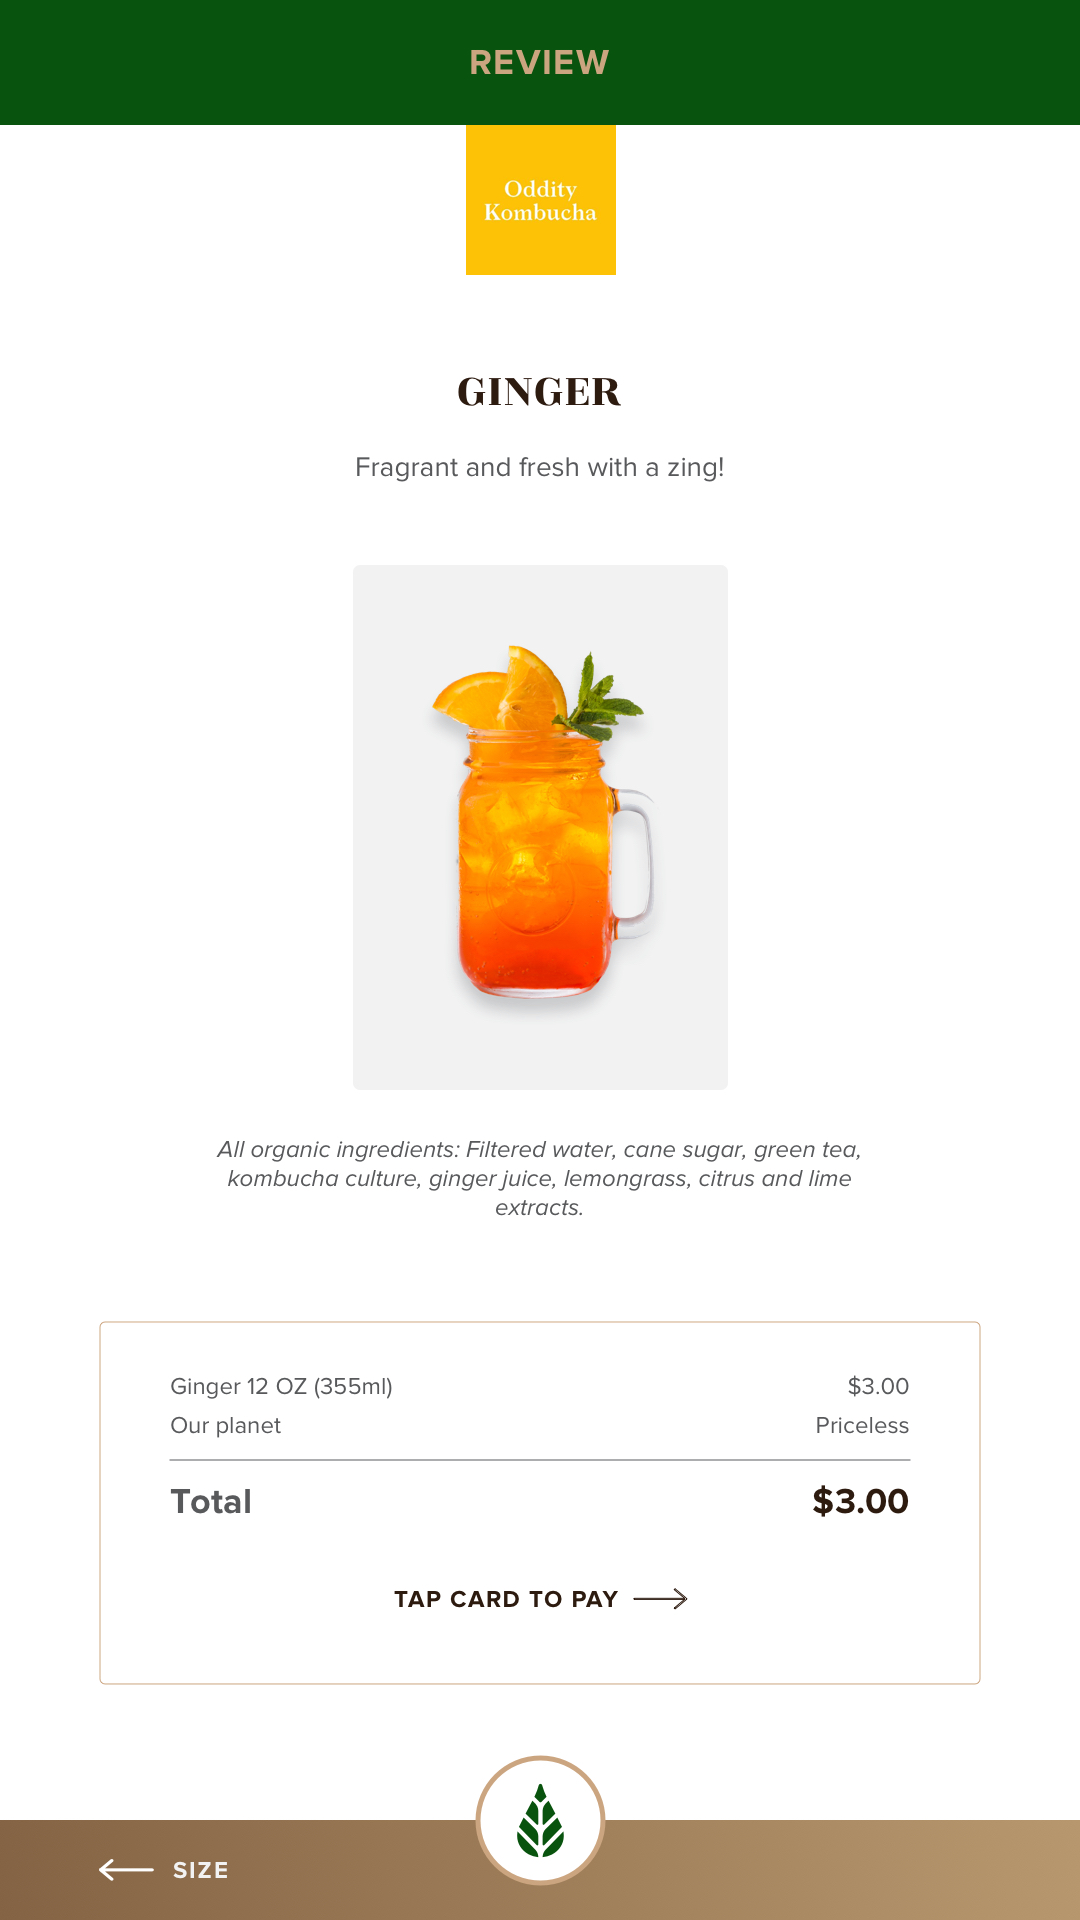 REVIEW
Oddity
Kombucha
GINGER
Fragrant and fresh with a zing!
All organic ingredients: Filtered water, cane sugar, green tea,
kombucha culture, ginger juice, lemongrass, citrus and lime
extracts.
Ginger 12 OZ (355ml) $3.00
Our planet Priceless
Total $3.00
TAP CARD TO PAY
SIZE